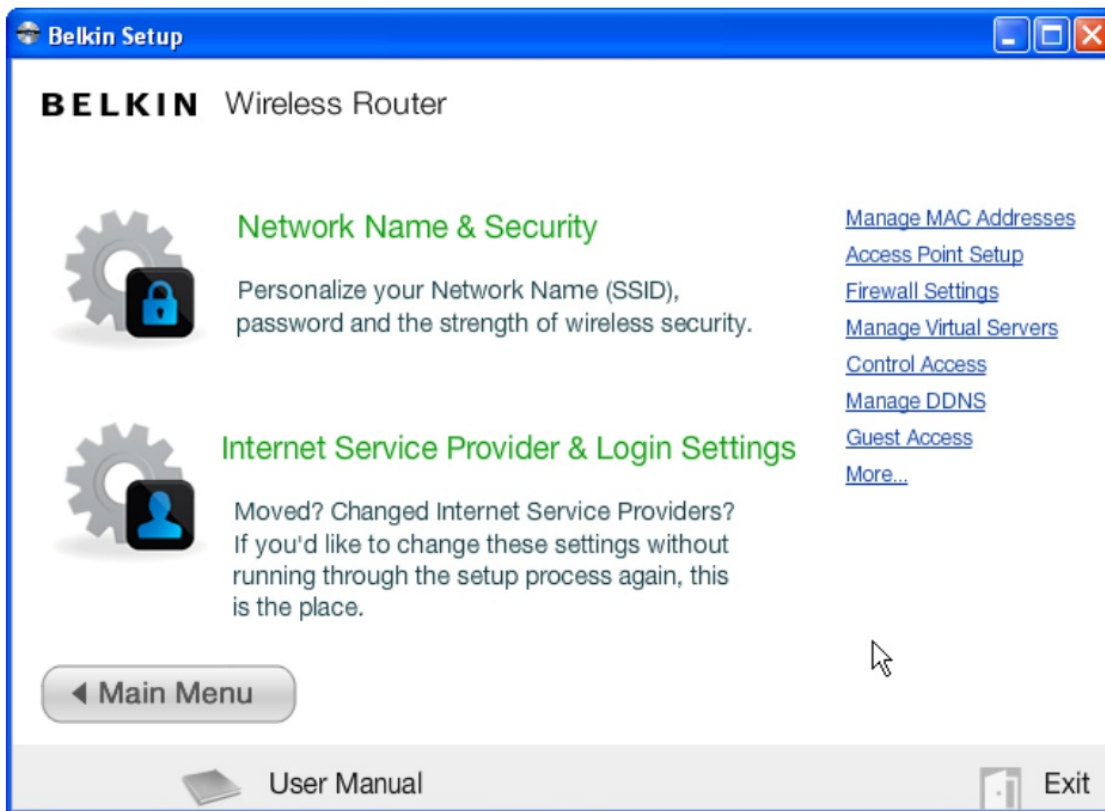 Belkin Setup
BELKIN Wireless Router
Network Name & Security
Personalize your Network Name (SSID),
password and the strength of wireless security.
Internet Service Provider & Login Settings
Moved? Changed Internet Service Providers?
If you'd like to change these settings without
running through the setup process again, this
is the place.
Manage MAC Addresses
Access Point Setup
Firewall Settings
Manage Virtual Servers
Control Access
Manage DDNS
Guest Access
More...
Main Menu
User Manual
Exit